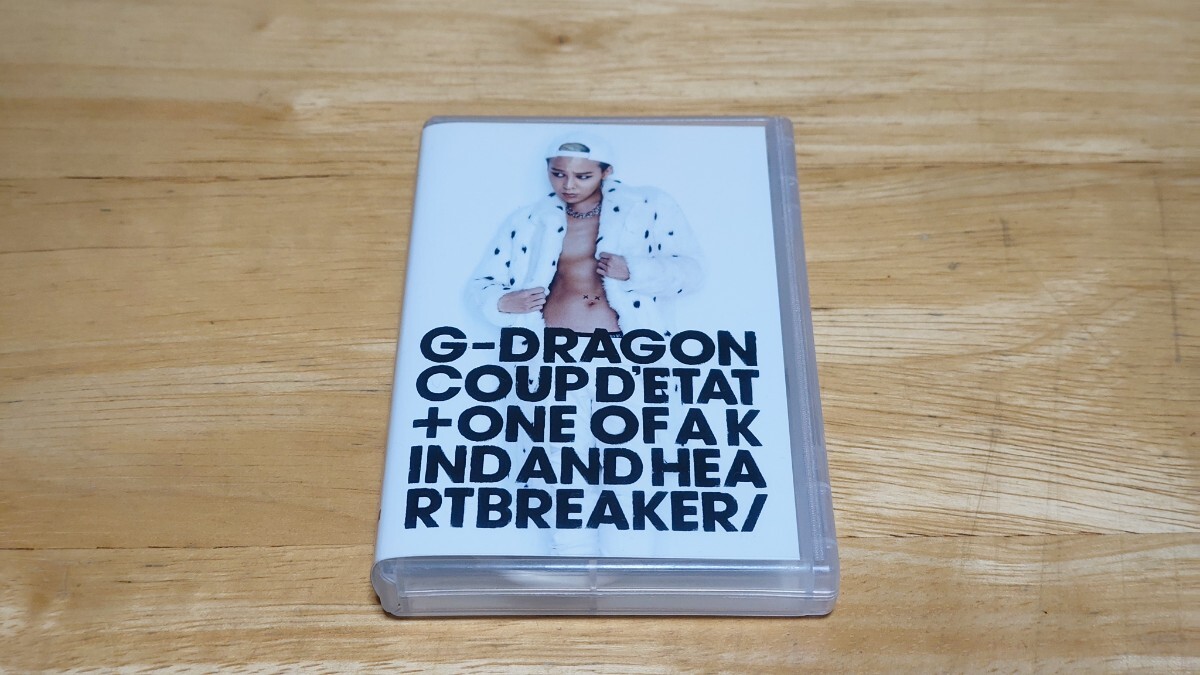 G-DRAGON
COUP D'ETAT
+ONE OF A K
IND AND HEA
RTBREAKER/